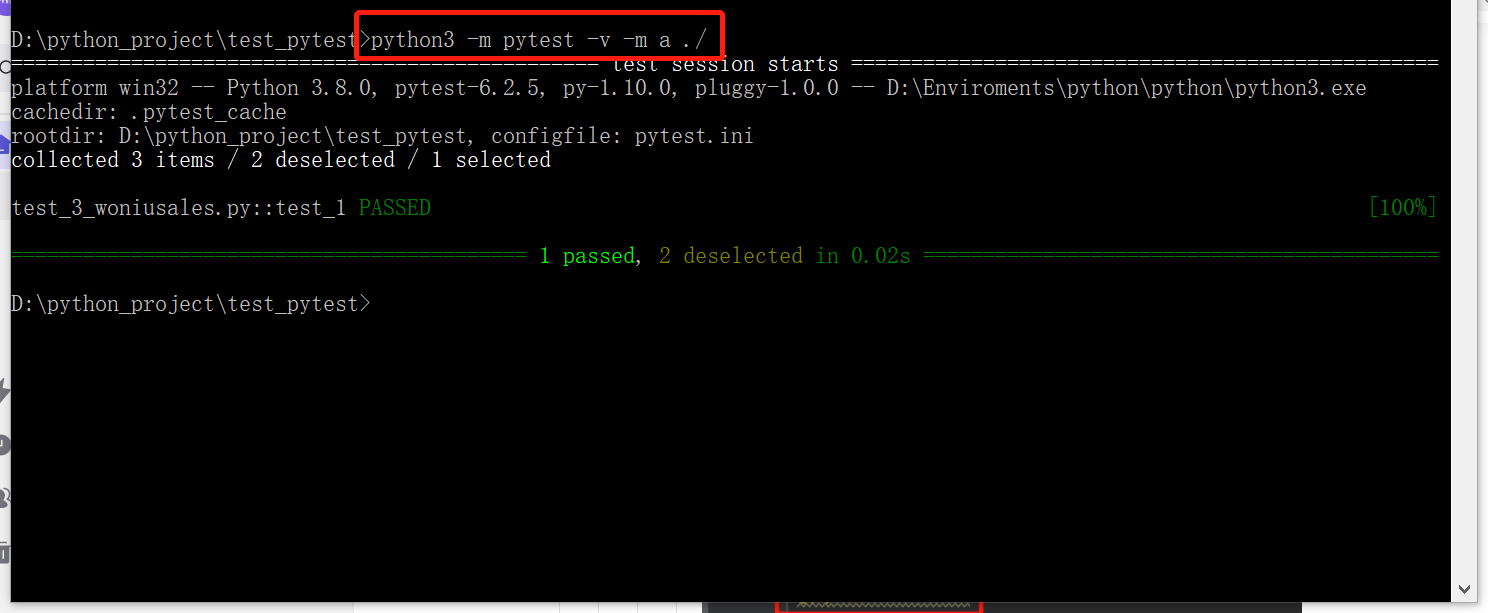 D:\python_project\test_pytest>python3 -m pytest -v -m a ./
================================================= test session starts =================================================
platform win32 -- Python 3.8.0, pytest-6.2.5, py-1.10.0, pluggy-1.0.0 -- D:\Enviroments\python\python\python3.exe
cachedir: .pytest_cache
rootdir: D:\python_project\test_pytest, configfile: pytest.ini
collected 3 items / 2 deselected / 1 selected
test_3_woniusales.py::test_1 PASSED [100%]
=========================================== 1 passed, 2 deselected in 0.02s ===========================================
D:\python_project\test_pytest>